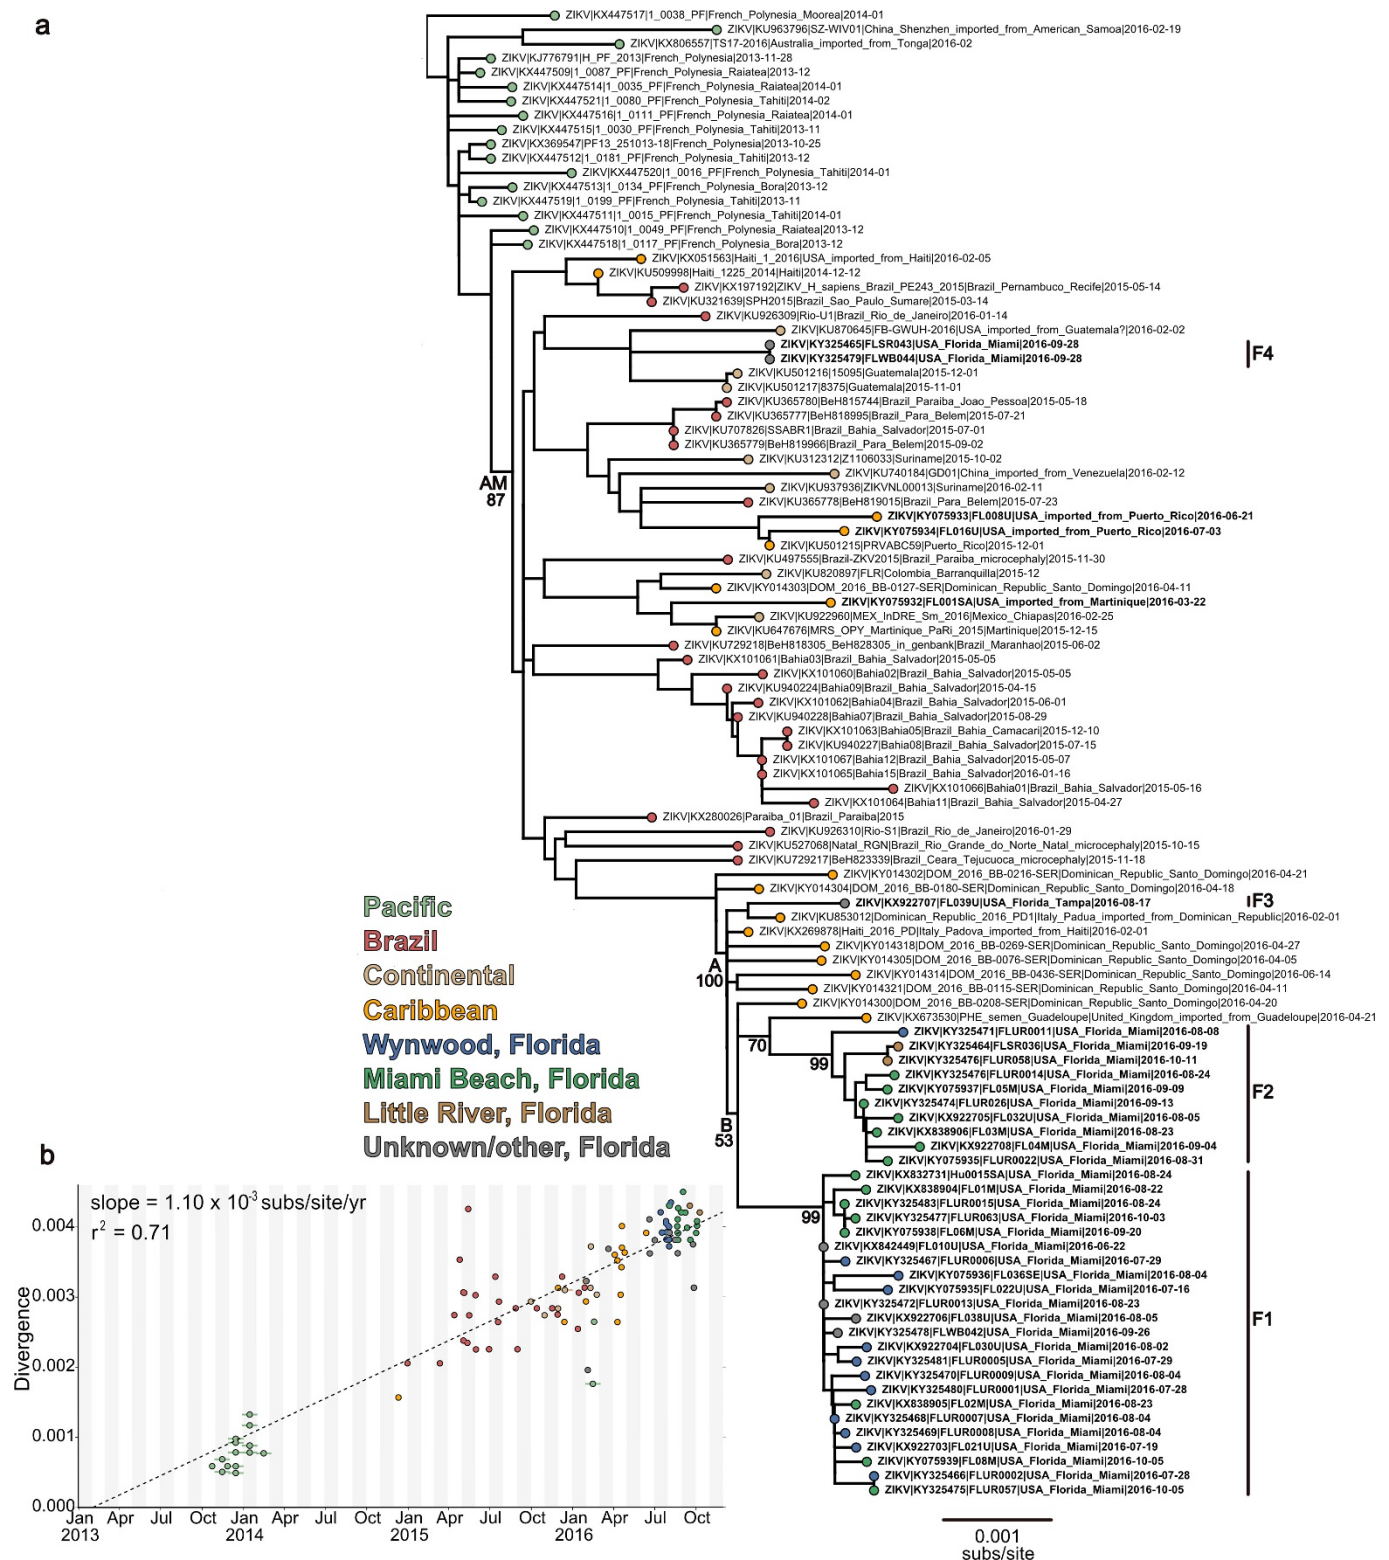 a
ZIKV|KX447517|1_0038_PF|French_Polynesia_Moorea|2014-01
ZIKV|KU963796|SZ-WIV01|China_Shenzhen_imported_from_American_Samoa|2016-02-19
ZIKV|KX806557|TS17-2016|Australia_imported_from_Tonga|2016-02
ZIKV|KJ776791|H_PF_2013|French_Polynesia|2013-11-28
ZIKV|KX447509|1_0087_PF|French_Polynesia_Raiatea|2013-12
ZIKV|KX447514|1_0035_PF|French_Polynesia_Raiatea|2014-01
ZIKV|KX447521|1_0080_PF|French_Polynesia_Tahiti|2014-02
ZIKV|KX447516|1_0111_PF|French_Polynesia_Raiatea|2014-01
ZIKV|KX447515|1_0030_PF|French_Polynesia_Tahiti|2013-11
ZIKV|KX369547|PF13_251013-18|French_Polynesia|2013-10-25
ZIKV|KX447512|1_0181_PF|French_Polynesia_Tahiti|2013-12
ZIKV|KX447520|1_0016_PF|French_Polynesia_Tahiti|2014-01
ZIKV|KX447513|1_0134_PF|French_Polynesia_Bora|2013-12
ZIKV|KX447519|1_0199_PF|French_Polynesia_Tahiti|2013-11
ZIKV|KX447511|1_0015_PF|French_Polynesia_Tahiti|2014-01
ZIKV|KX447510|1_0049_PF|French_Polynesia_Raiatea|2013-12
ZIKV|KX447518|1_0117_PF|French_Polynesia_Bora|2013-12
ZIKV|KX051563|Haiti_1_2016|USA_imported_from_Haiti|2016-02-05
ZIKV|KU509998|Haiti_1225_2014|Haiti|2014-12-12
ZIKV|KX197192|ZIKV_H_sapiens_Brazil_PE243_2015|Brazil_Pernambuco_Recife|2015-05-14
ZIKV|KU321639|SPH2015|Brazil_Sao_Paulo_Sumare|2015-03-14
ZIKV|KU926309|Rio-U1|Brazil_Rio_de_Janeiro|2016-01-14
ZIKV|KU870645|FB-GWUH-2016|USA_imported_from_Guatemala?|2016-02-02
ZIKV|KY325465|FLSR043|USA_Florida_Miami|2016-09-28
F4
ZIKV|KY325479|FLWB044|USA_Florida_Miami|2016-09-28
ZIKV|KU501216|15095|Guatemala|2015-12-01
ZIKV|KU501217|8375|Guatemala|2015-11-01
ZIKV|KU365780|BeH815744|Brazil_Paraiba_Joao_Pessoa|2015-05-18
ZIKV|KU365777|BeH818995|Brazil_Para_Belem|2015-07-21
ZIKV|KU707826|SSABR1|Brazil_Bahia_Salvador|2015-07-01
ZIKV|KU365779|BeH819966|Brazil_Para_Belem|2015-09-02
ZIKV|KU312312|Z1106033|Suriname|2015-10-02
ZIKV|KU740184|GD01|China_imported_from_Venezuela|2016-02-12
AM
87
ZIKV|KU937936|ZIKVNL00013|Suriname|2016-02-11
ZIKV|KU365778|BeH819015|Brazil_Para_Belem|2015-07-23
ZIKV|KY075933|FL008U|USA_imported_from_Puerto_Rico|2016-06-21
ZIKV|KY075934|FL016U|USA_imported_from_Puerto_Rico|2016-07-03
ZIKV|KU501215|PRVABC59|Puerto_Rico|2015-12-01
ZIKV|KU497555|Brazil-ZKV2015|Brazil_Paraiba_microcephaly|2015-11-30
ZIKV|KU820897|FLR|Colombia_Barranquilla|2015-12
ZIKV|KY014303|DOM_2016_BB-0127-SER|Dominican_Republic_Santo_Domingo|2016-04-11
ZIKV|KY075932|FL001SA|USA_imported_from_Martinique|2016-03-22
ZIKV|KU922960|MEX_InDRE_Sm_2016|Mexico_Chiapas|2016-02-25
ZIKV|KU647676|MRS_OPY_Martinique_PaRi_2015|Martinique|2015-12-15
ZIKV|KU729218|BeH818305_BeH828305_in_genbank|Brazil_Maranhao|2015-06-02
ZIKV|KX101061|Bahia03|Brazil_Bahia_Salvador|2015-05-05
ZIKV|KX101060|Bahia02|Brazil_Bahia_Salvador|2015-05-05
ZIKV|KU940224|Bahia09|Brazil_Bahia_Salvador|2015-04-15
ZIKV|KX101062|Bahia04|Brazil_Bahia_Salvador|2015-06-01
ZIKV|KU940228|Bahia07|Brazil_Bahia_Salvador|2015-08-29
ZIKV|KX101063|Bahia05|Brazil_Bahia_Camacari|2015-12-10
ZIKV|KU940227|Bahia08|Brazil_Bahia_Salvador|2015-07-15
ZIKV|KX101067|Bahia12|Brazil_Bahia_Salvador|2015-05-07
ZIKV|KX101065|Bahia15|Brazil_Bahia_Salvador|2016-01-16
ZIKV|KX101066|Bahia01|Brazil_Bahia_Salvador|2015-05-16
ZIKV|KX101064|Bahia11|Brazil_Bahia_Salvador|2015-04-27
ZIKV|KX280026|Paraiba_01|Brazil_Paraiba|2015
ZIKV|KU926310|Rio-S1|Brazil_Rio_de_Janeiro|2016-01-29
ZIKV|KU527068|Natal_RGN|Brazil_Rio_Grande_do_Norte_Natal_microcephaly|2015-10-15
ZIKV|KU729217|BeH823339|Brazil_Ceara_Tejucuoca_microcephaly|2015-11-18
ZIKV|KY014302|DOM_2016_BB-0216-SER|Dominican_Republic_Santo_Domingo|2016-04-21
ZIKV|KY014304|DOM_2016_BB-0180-SER|Dominican_Republic_Santo_Domingo|2016-04-18
ZIKV|KX922707|FL039U|USA_Florida_Tampa|2016-08-17
F3
ZIKV|KU853012|Dominican_Republic_2016_PD1|Italy_Padua_imported_from_Dominican_Republic|2016-02-01
ZIKV|KX269878|Haiti_2016_PD|Italy_Padova_imported_from_Haiti|2016-02-01
ZIKV|KY014318|DOM_2016_BB-0269-SER|Dominican_Republic_Santo_Domingo|2016-04-27
ZIKV|KY014305|DOM_2016_BB-0076-SER|Dominican_Republic_Santo_Domingo|2016-04-05
A
100
ZIKV|KY014314|DOM_2016_BB-0436-SER|Dominican_Republic_Santo_Domingo|2016-06-14
ZIKV|KY014321|DOM_2016_BB-0115-SER|Dominican_Republic_Santo_Domingo|2016-04-11
ZIKV|KY014300|DOM_2016_BB-0208-SER|Dominican_Republic_Santo_Domingo|2016-04-20
ZIKV|KX673530|PHE_semen_Guadeloupe|United_Kingdom_imported_from_Guadeloupe|2016-04-21
70
99
ZIKV|KY325471|FLUR0011|USA_Florida_Miami|2016-08-08
ZIKV|KY325464|FLSR036|USA_Florida_Miami|2016-09-19
ZIKV|KY325476|FLUR058|USA_Florida_Miami|2016-10-11
ZIKV|KY325476|FLUR0014|USA_Florida_Miami|2016-08-24
ZIKV|KY075937|FL05M|USA_Florida_Miami|2016-09-09
F2
ZIKV|KY325474|FLUR026|USA_Florida_Miami|2016-09-13
ZIKV|KX922705|FL032U|USA_Florida_Miami|2016-08-05
ZIKV|KX838906|FL03M|USA_Florida_Miami|2016-08-23
B
53
ZIKV|KX922708|FL04M|USA_Florida_Miami|2016-09-04
ZIKV|KY075935|FLUR0022|USA_Florida_Miami|2016-08-31
ZIKV|KX832731|Hu0015SA|USA_Florida_Miami|2016-08-24
ZIKV|KX838904|FL01M|USA_Florida_Miami|2016-08-22
ZIKV|KY325483|FLUR0015|USA_Florida_Miami|2016-08-24
99
ZIKV|KY325477|FLUR063|USA_Florida_Miami|2016-10-03
ZIKV|KY075938|FL06M|USA_Florida_Miami|2016-09-20
ZIKV|KX842449|FL010U|USA_Florida_Miami|2016-06-22
ZIKV|KY325467|FLUR0006|USA_Florida_Miami|2016-07-29
ZIKV|KY075936|FL036SE|USA_Florida_Miami|2016-08-04
ZIKV|KY075935|FL022U|USA_Florida_Miami|2016-07-16
ZIKV|KY325472|FLUR0013|USA_Florida_Miami|2016-08-23
ZIKV|KX922706|FL038U|USA_Florida_Miami|2016-08-05
F1
ZIKV|KY325478|FLWB042|USA_Florida_Miami|2016-09-26
ZIKV|KX922704|FL030U|USA_Florida_Miami|2016-08-02
ZIKV|KY325481|FLUR0005|USA_Florida_Miami|2016-07-29
ZIKV|KY325470|FLUR0009|USA_Florida_Miami|2016-08-04
ZIKV|KY325480|FLUR0001|USA_Florida_Miami|2016-07-28
ZIKV|KX838905|FL02M|USA_Florida_Miami|2016-08-23
ZIKV|KY325468|FLUR0007|USA_Florida_Miami|2016-08-04
ZIKV|KY325469|FLUR0008|USA_Florida_Miami|2016-08-04
ZIKV|KX922703|FL021U|USA_Florida_Miami|2016-07-19
ZIKV|KY075939|FL08M|USA_Florida_Miami|2016-10-05
ZIKV|KY325466|FLUR0002|USA_Florida_Miami|2016-07-28
ZIKV|KY325475|FLUR057|USA_Florida_Miami|2016-10-05
0.001
subs/site
Pacific
Brazil
Continental
Caribbean
Wynwood, Florida
Miami Beach, Florida
Little River, Florida
Unknown/other, Florida
b
slope = 1.10 x 10-3 subs/site/yr
r2 = 0.71
Divergence
0.004
0.003
0.002
0.001
0.000
Jan Apr Jul Oct Jan Apr Jul Oct Jan Apr Jul Oct Jan Apr Jul Oct
2013 2014 2015 2016